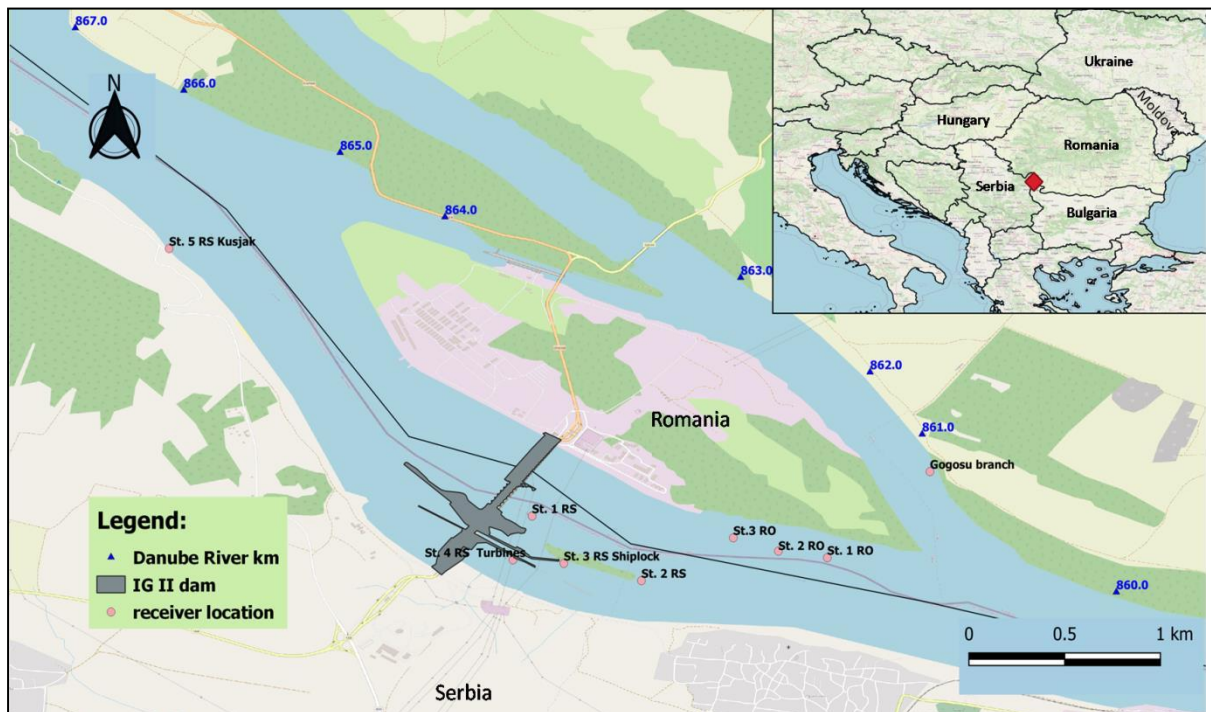 867.0
866.0
865.0
864.0
863.0
862.0
861.0
860.0
N
St. 5 RS Kusjak
Ukraine
Moldova
Hungary
Romania
Serbia
Bulgaria
Romania
Gogosu branch
St. 1 RS
St.3 RO
St. 2 RO
St. 1 RO
St. 4 RS Turbines
St. 3 RS Shiplock
St. 2 RS
Legend:
Danube River km
IG II dam
receiver location
0 0.5 1 km
Serbia